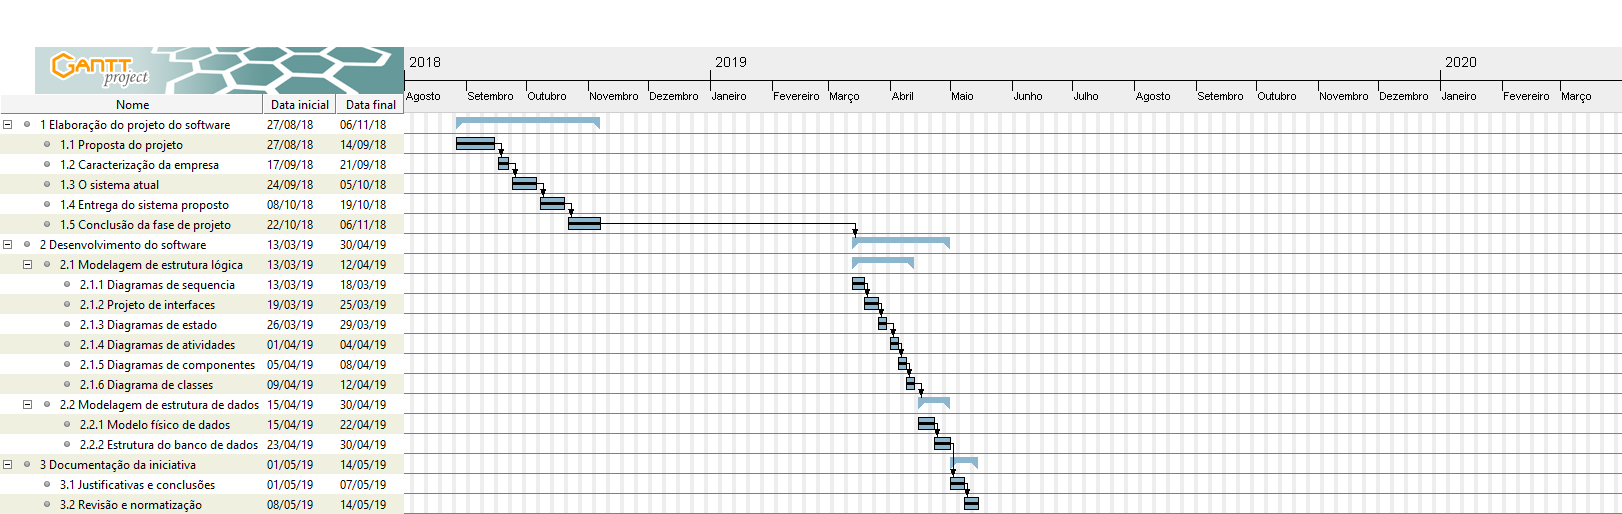 GANTT
project
2018 2019 2020
Nome Data inicial Data final
Agosto Setembro Outubro Novembro Dezembro Janeiro Fevereiro Março Abril Maio Junho Julho Agosto Setembro Outubro Novembro Dezembro Janeiro Fevereiro Março
1 Elaboração do projeto do software 27/08/18 06/11/18
1.1 Proposta do projeto 27/08/18 14/09/18
1.2 Caracterização da empresa 17/09/18 21/09/18
1.3 O sistema atual 24/09/18 05/10/18
1.4 Entrega do sistema proposto 08/10/18 19/10/18
1.5 Conclusão da fase de projeto 22/10/18 06/11/18
2 Desenvolvimento do software 13/03/19 30/04/19
2.1 Modelagem de estrutura lógica 13/03/19 12/04/19
2.1.1 Diagramas de sequencia 13/03/19 18/03/19
2.1.2 Projeto de interfaces 19/03/19 25/03/19
2.1.3 Diagramas de estado 26/03/19 29/03/19
2.1.4 Diagramas de atividades 01/04/19 04/04/19
2.1.5 Diagramas de componentes 05/04/19 08/04/19
2.1.6 Diagrama de classes 09/04/19 12/04/19
2.2 Modelagem de estrutura de dados 15/04/19 30/04/19
2.2.1 Modelo físico de dados 15/04/19 22/04/19
2.2.2 Estrutura do banco de dados 23/04/19 30/04/19
3 Documentação da iniciativa 01/05/19 14/05/19
3.1 Justificativas e conclusões 01/05/19 07/05/19
3.2 Revisão e normatização 08/05/19 14/05/19